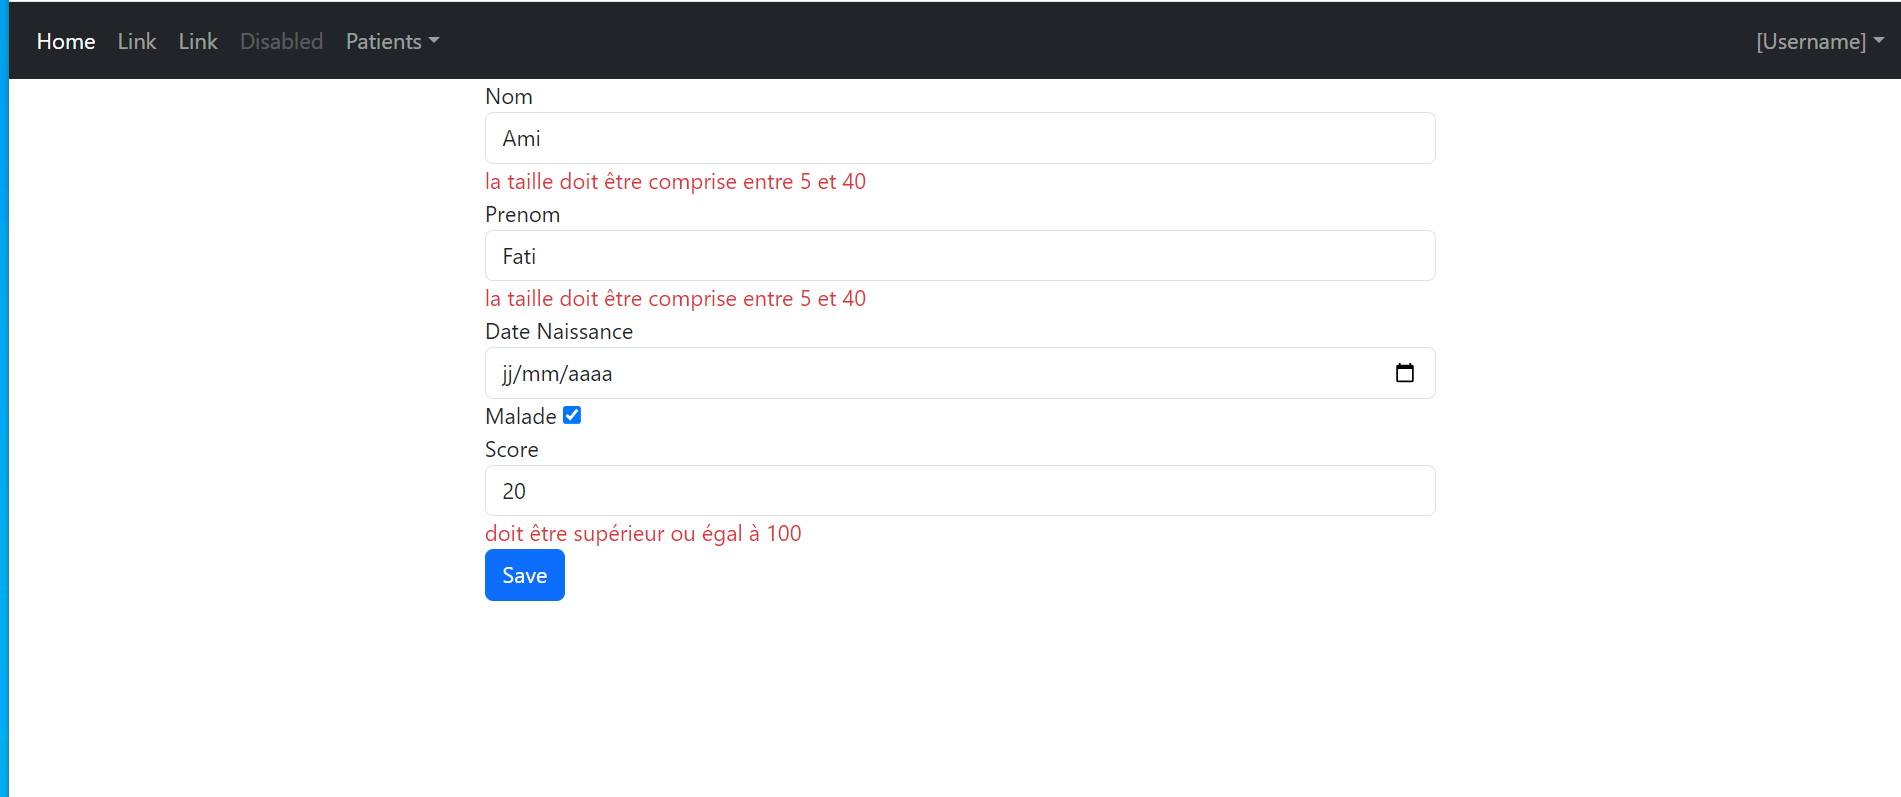 Home Link Link Disabled Patients [Username]
Nom
Ami
la taille doit être comprise entre 5 et 40
Prenom
Fati
la taille doit être comprise entre 5 et 40
Date Naissance
jj/mm/aaaa
Malade
Score
20
doit être supérieur ou égal à 100
Save